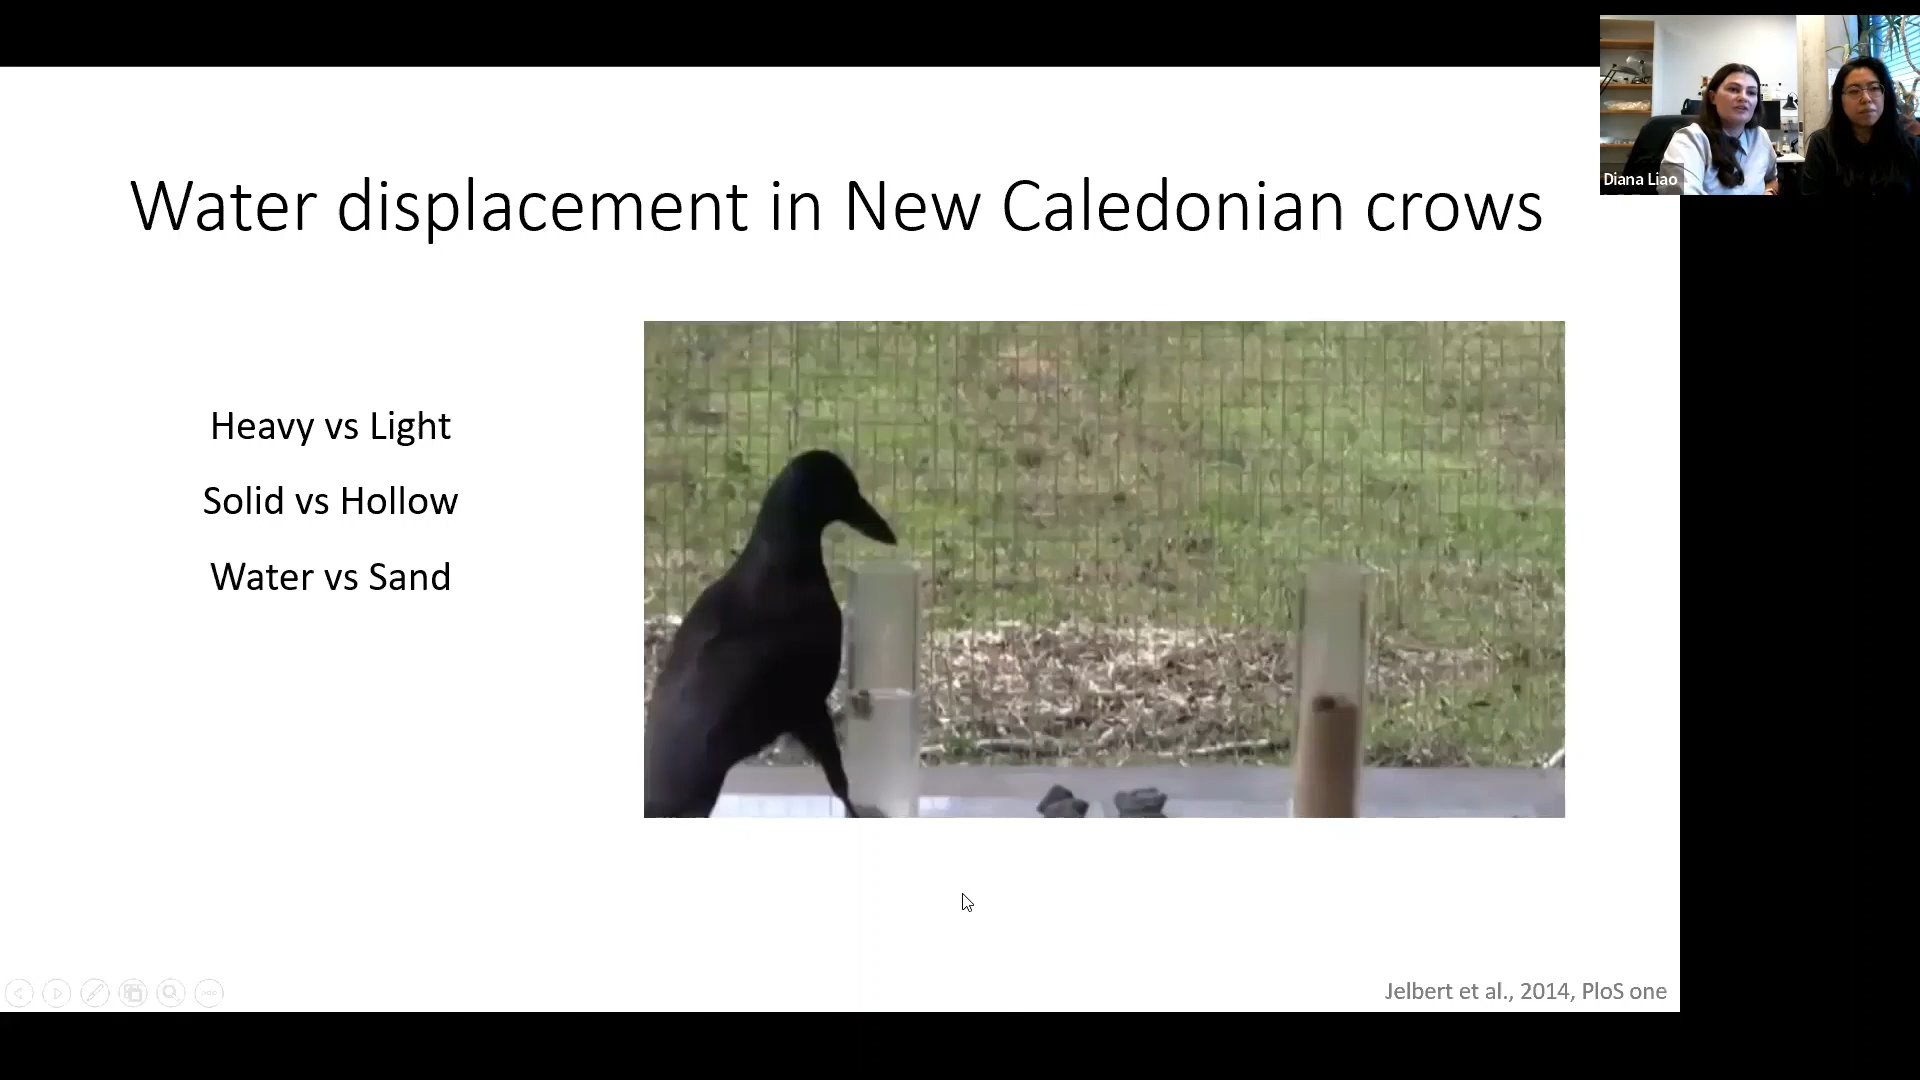 Diana Liao
Water displacement in New Caledonian crows
Heavy vs Light
Solid vs Hollow
Water vs Sand
Jelbert et al., 2014, PloS one